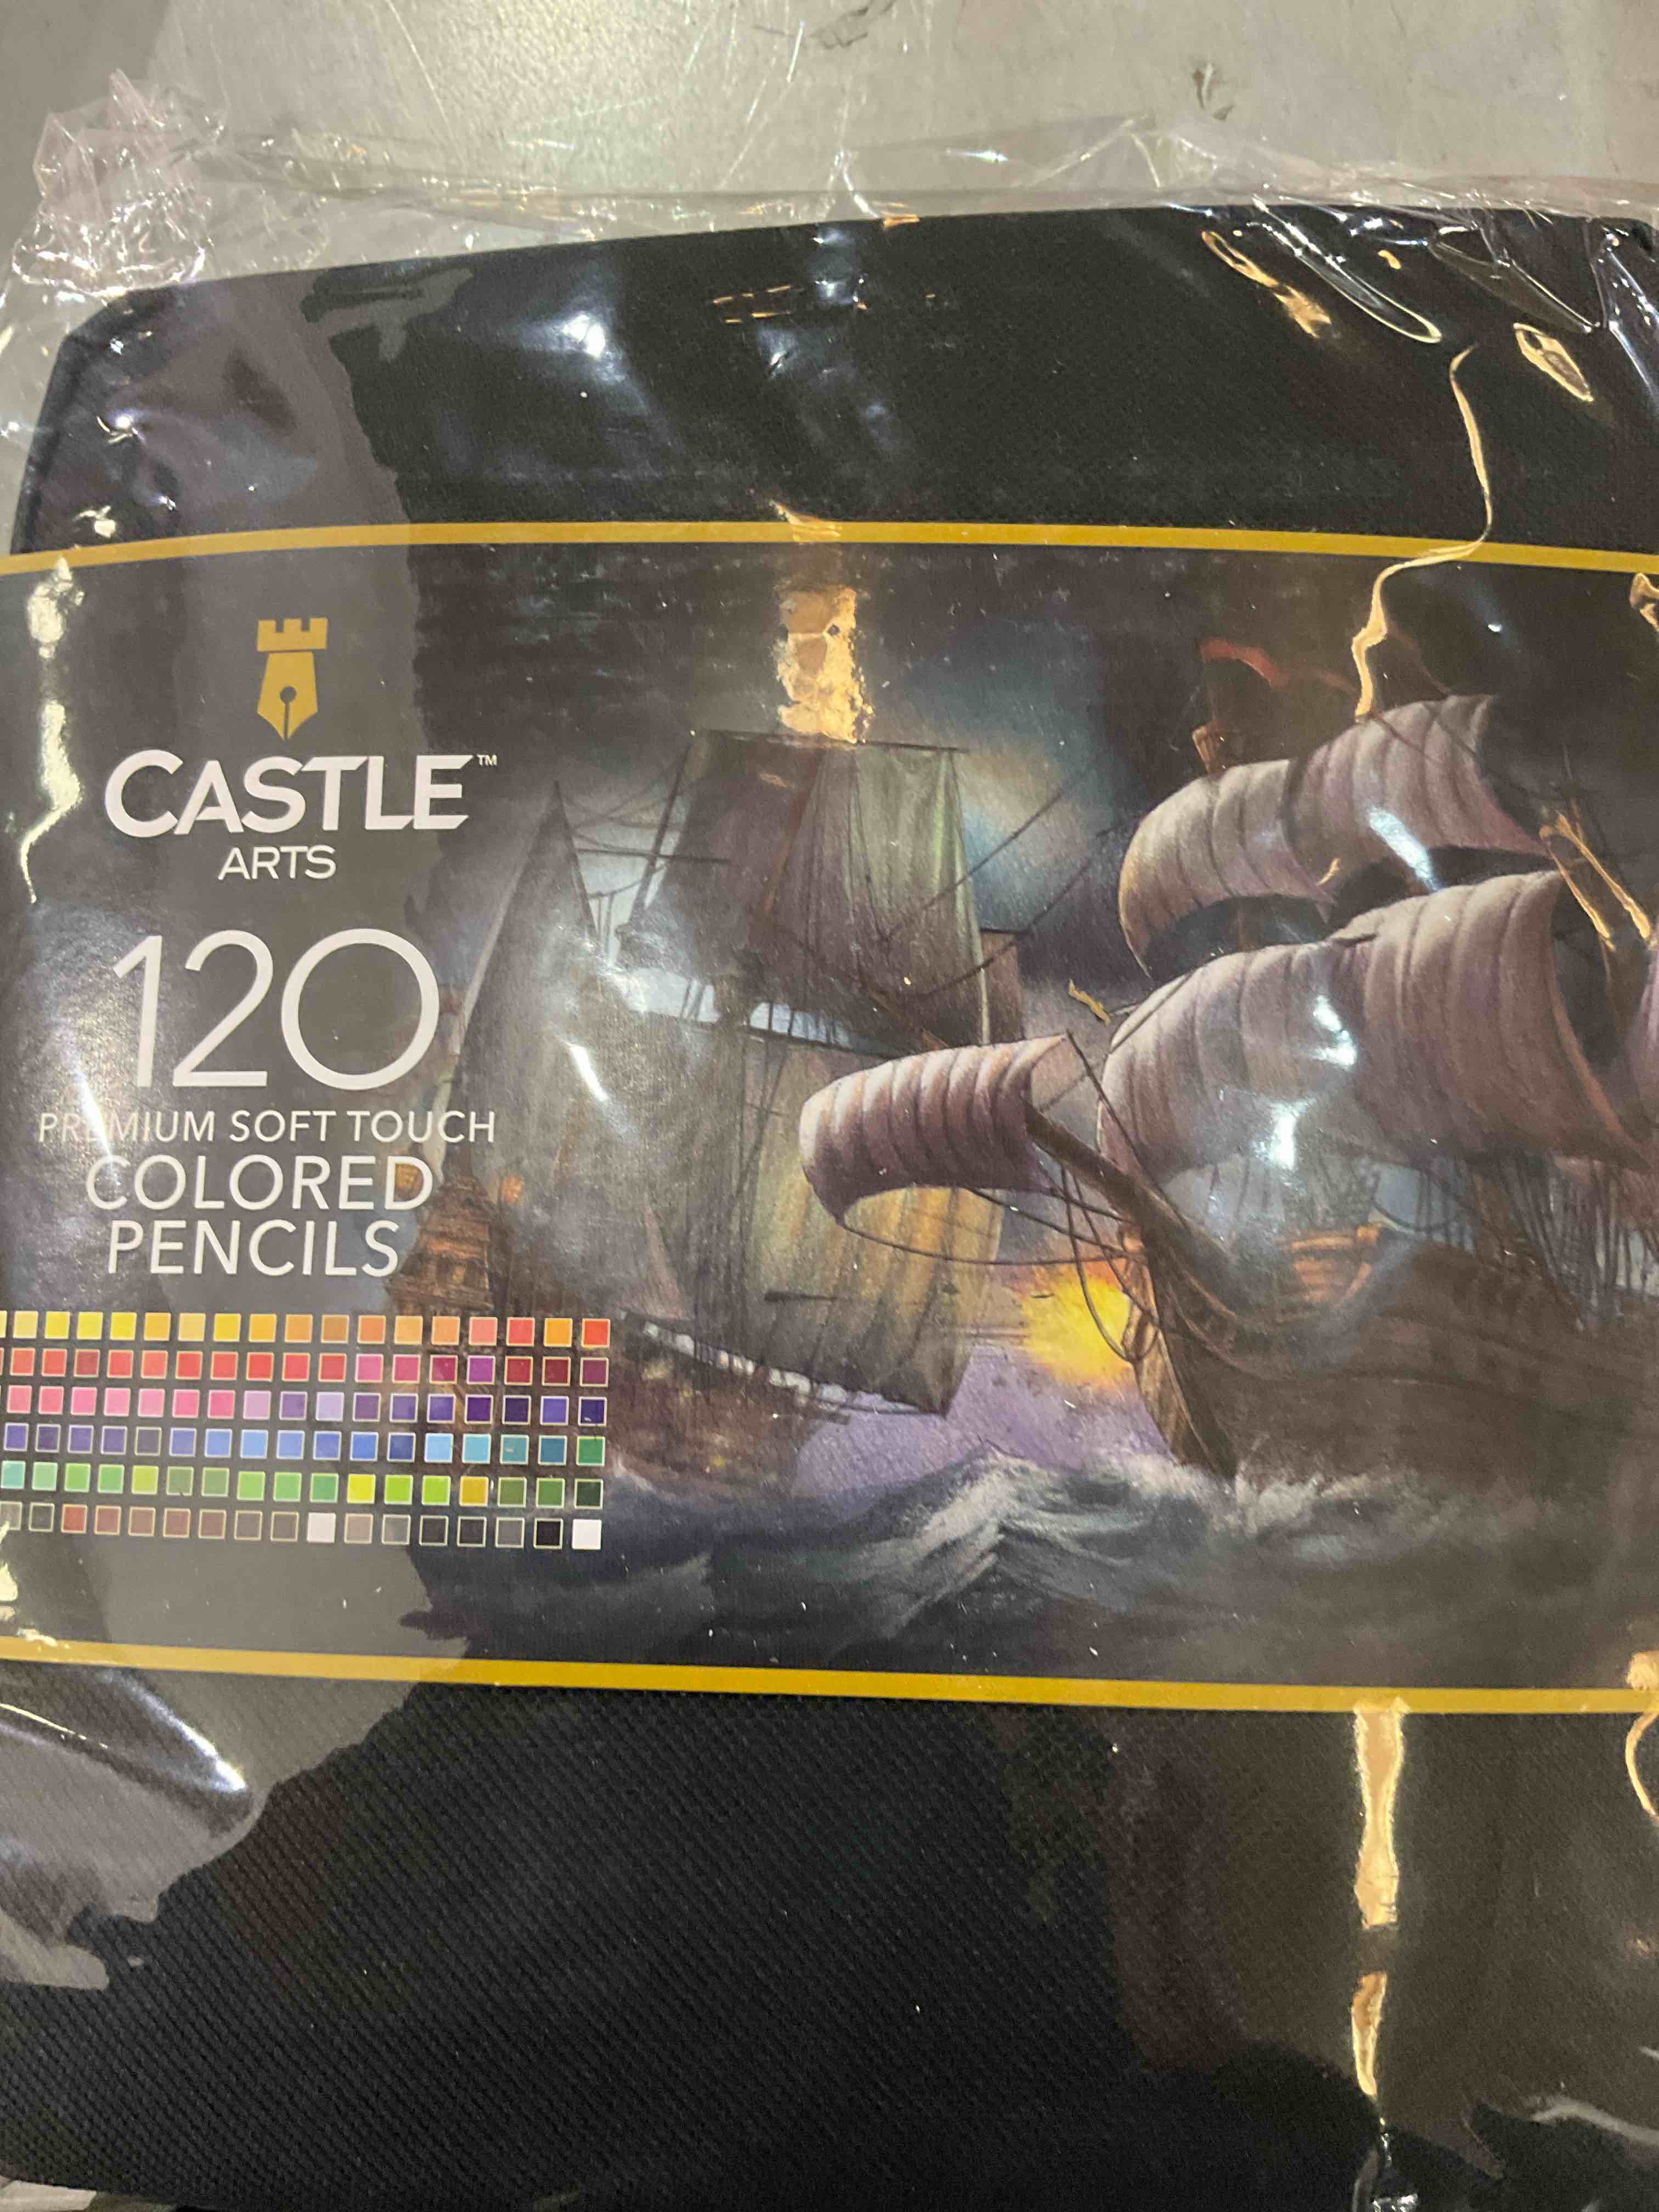 CASTLE™
ARTS
120
PREMIUM SOFT TOUCH
COLORED
PENCILS